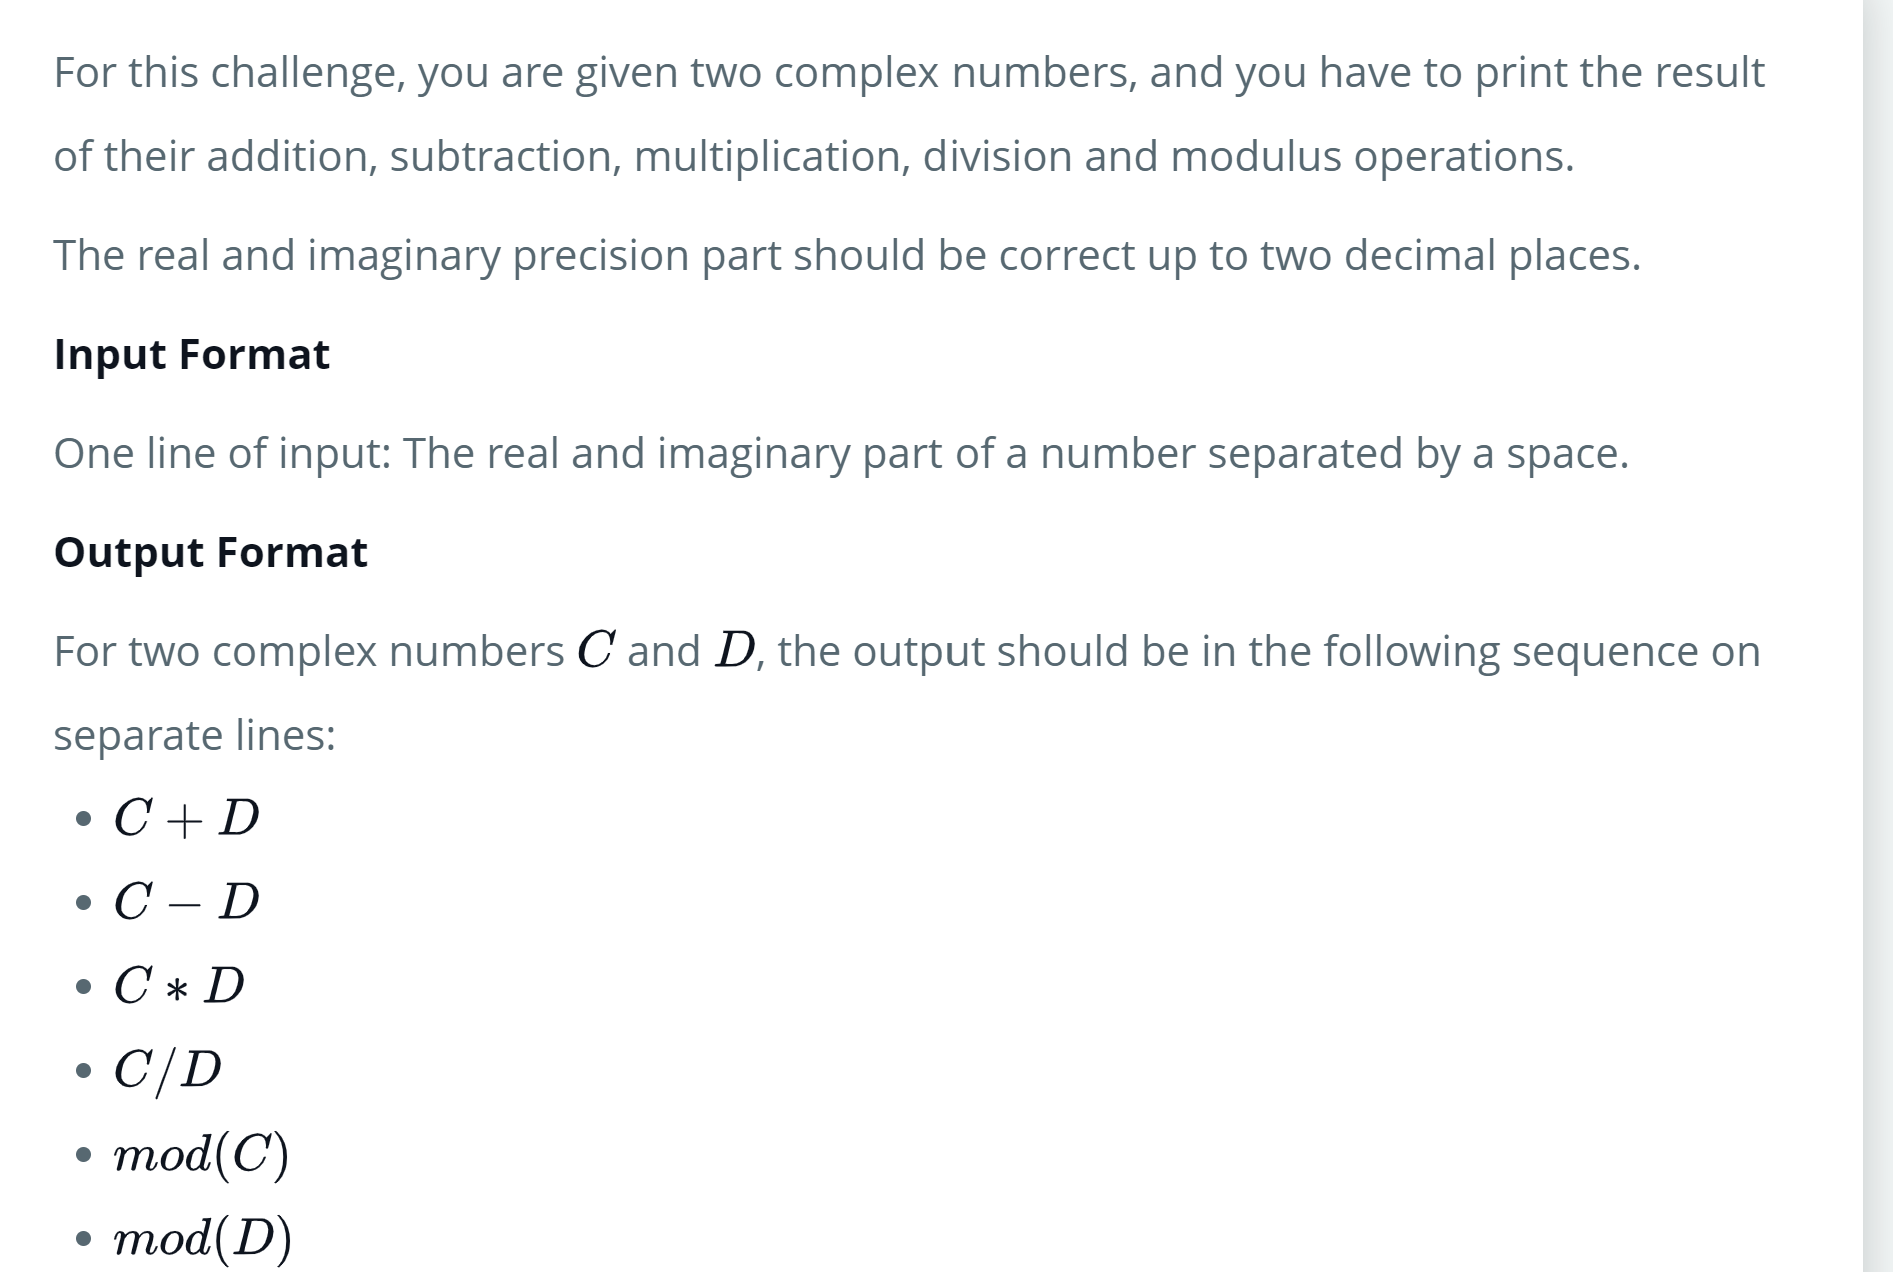 For this challenge, you are given two complex numbers, and you have to print the result
of their addition, subtraction, multiplication, division and modulus operations.
The real and imaginary precision part should be correct up to two decimal places.
Input Format
One line of input: The real and imaginary part of a number separated by a space.
Output Format
For two complex numbers C and D, the output should be in the following sequence on
separate lines:
• C + D
• C − D
• C * D
• C/D
• mod(C)
• mod(D)